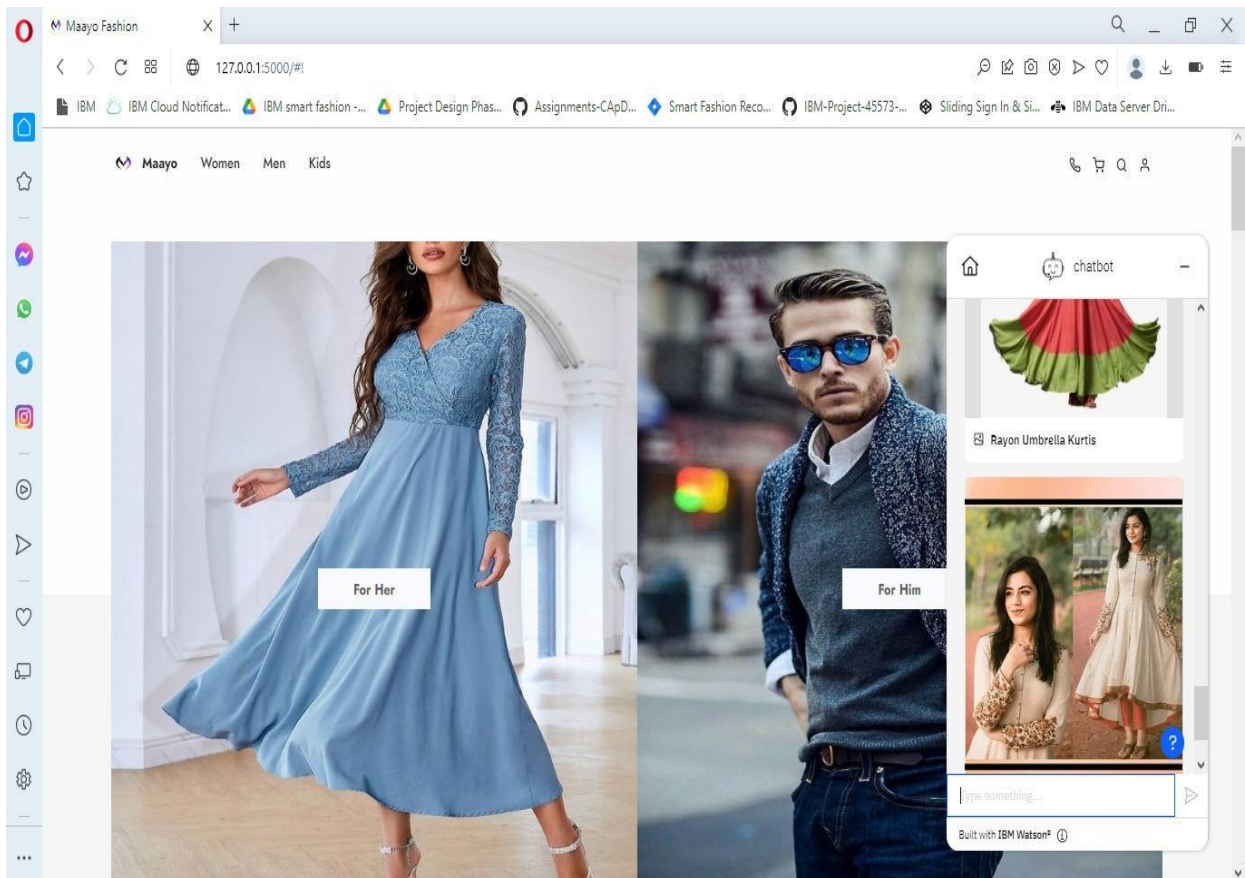 Maayo Fashion
127.0.0.1:5000/#!
IBM IBM Cloud Notificat... IBM smart fashion -... Project Design Phas... Assignments-CApD... Smart Fashion Reco... IBM-Project-45573-... Sliding Sign In & Si... IBM Data Server Dri...
Maayo Women Men Kids
For Her
For Him
chatbot
Rayon Umbrella Kurtis
?
Type something...
Built with IBM Watson®